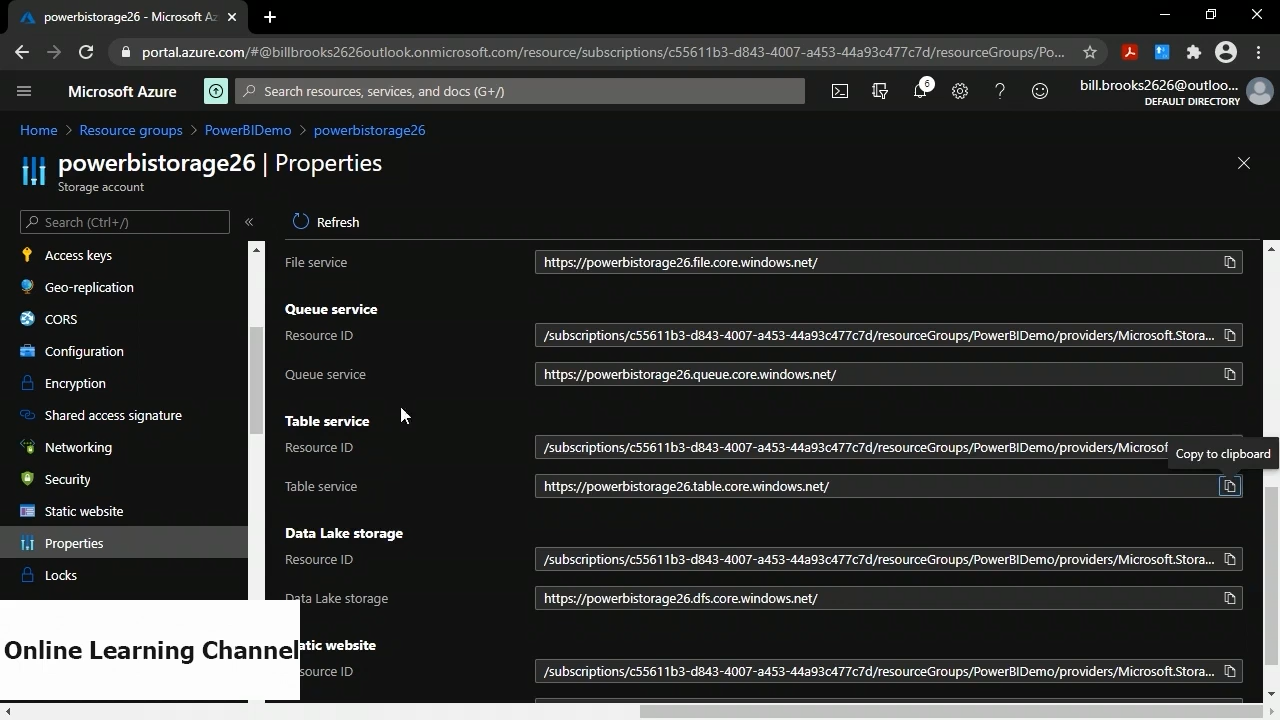 powerbistorage26 - Microsoft Az
portal.azure.com/#@billbrooks2626outlook.onmicrosoft.com/resource/subscriptions/c55611b3-d843-4007-a453-44a93c477c7d/resourceGroups/Po...
Microsoft Azure
Search resources, services, and docs (G+/)
6
bill.brooks2626@outloo...
DEFAULT DIRECTORY
Home > Resource groups > PowerBIDemo > powerbistorage26
powerbistorage26 | Properties
Storage account
Search (Ctrl+/)
«
Refresh
Access keys
Geo-replication
CORS
Configuration
Encryption
Shared access signature
Networking
Security
Static website
Properties
Locks
File service
https://powerbistorage26.file.core.windows.net/
Queue service
Resource ID
/subscriptions/c55611b3-d843-4007-a453-44a93c477c7d/resourceGroups/PowerBIDemo/providers/Microsoft.Stora...
Queue service
https://powerbistorage26.queue.core.windows.net/
Table service
Resource ID
/subscriptions/c55611b3-d843-4007-a453-44a93c477c7d/resourceGroups/PowerBIDemo/providers/Microsof
Copy to clipboard
Table service
https://powerbistorage26.table.core.windows.net/
Data Lake storage
Resource ID
/subscriptions/c55611b3-d843-4007-a453-44a93c477c7d/resourceGroups/PowerBIDemo/providers/Microsoft.Stora...
Data Lake storage
https://powerbistorage26.dfs.core.windows.net/
atic website
source ID
/subscriptions/c55611b3-d843-4007-a453-44a93c477c7d/resourceGroups/PowerBIDemo/providers/Microsoft.Stora...
Online Learning Channel